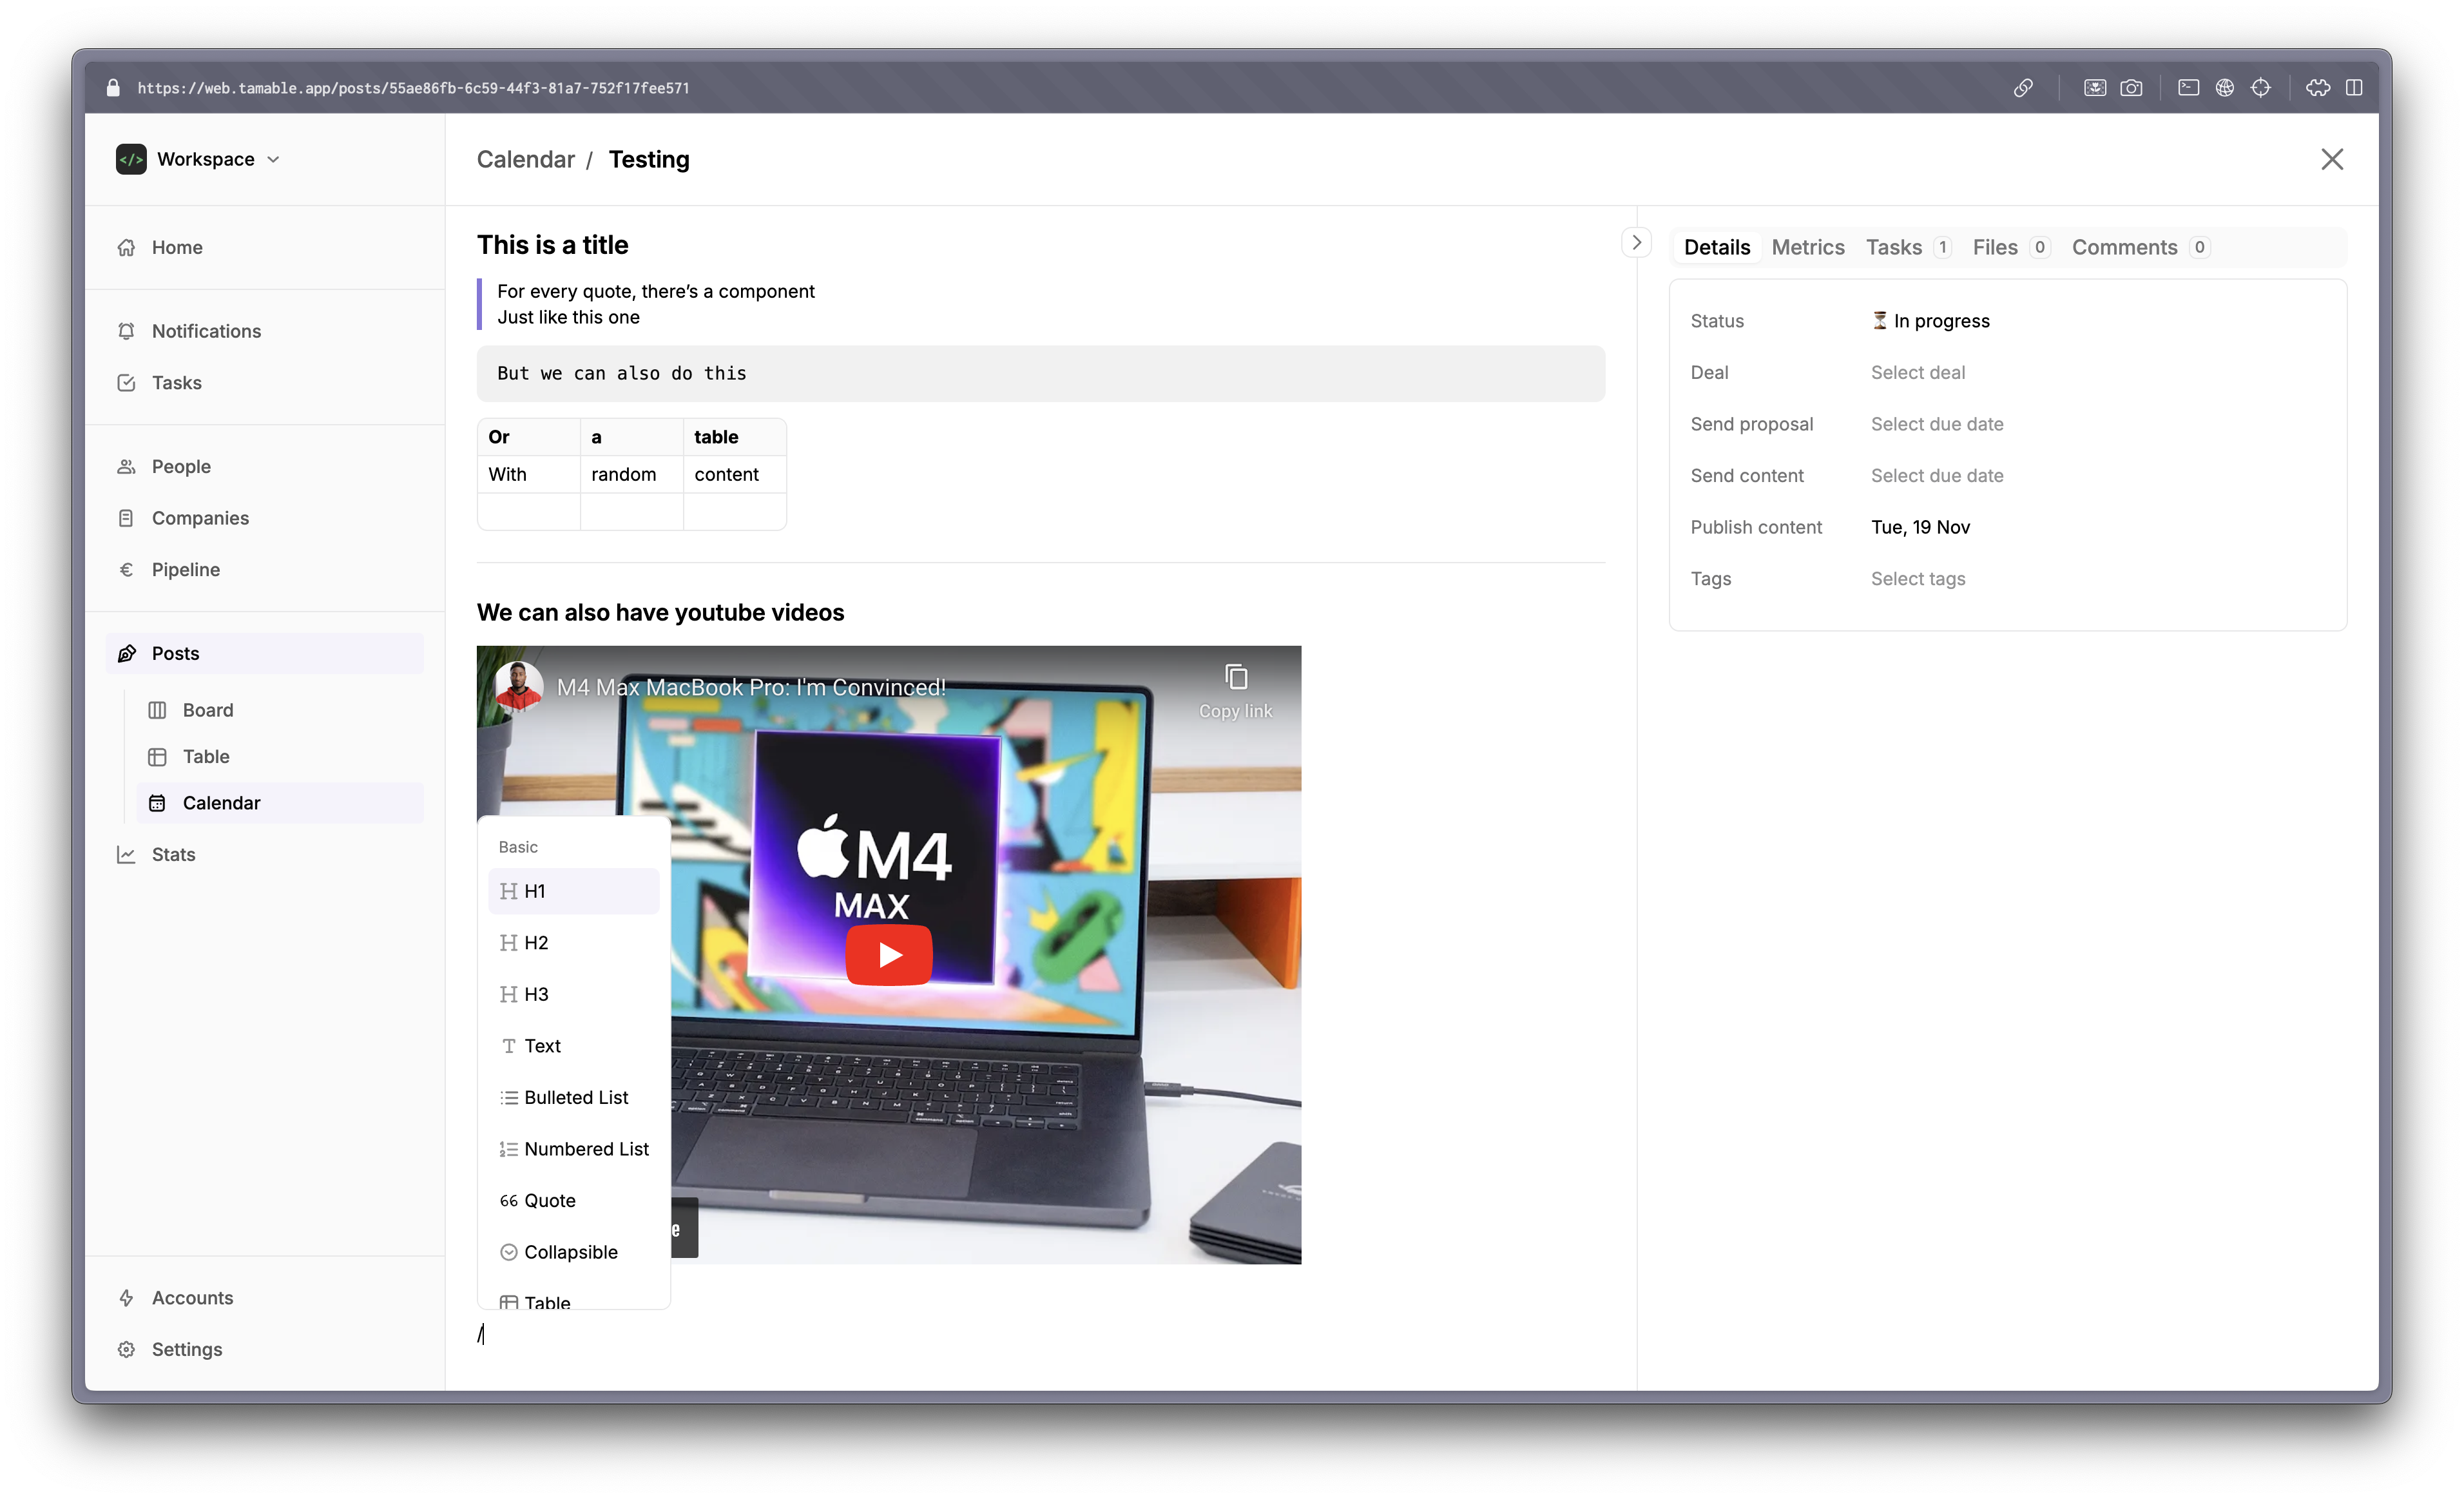 https://web.tamable.app/posts/55ae86fb-6c59-44f3-81a7-752f17fee571
</> Workspace
Home
Notifications
Tasks
People
Companies
€ Pipeline
Posts
Board
Table
Calendar
Stats
Accounts
Settings
Calendar / Testing
This is a title
For every quote, there’s a component
Just like this one
But we can also do this
Or a table
With random content
We can also have youtube videos
M4 Max MacBook Pro: I'm Convinced!
Copy link
M4
MAX
Basic
H1
H2
H3
Text
Bulleted List
Numbered List
Quote
Collapsible
Table
/
Details Metrics Tasks 1 Files 0 Comments 0
Status ⏳ In progress
Deal Select deal
Send proposal Select due date
Send content Select due date
Publish content Tue, 19 Nov
Tags Select tags